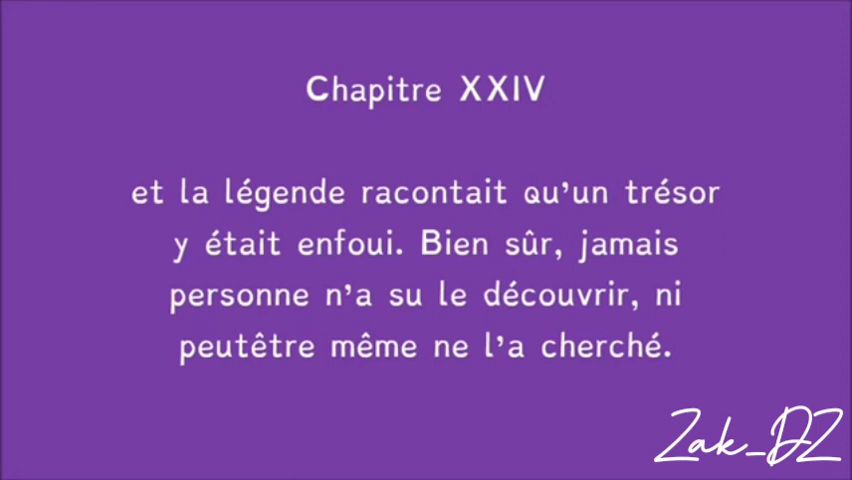 Chapitre XXIV
et la légende racontait qu'un trésor
y était enfoui. Bien sûr, jamais
personne n'a su le découvrir, ni
peutêtre même ne l'a cherché.
Zak_DZ